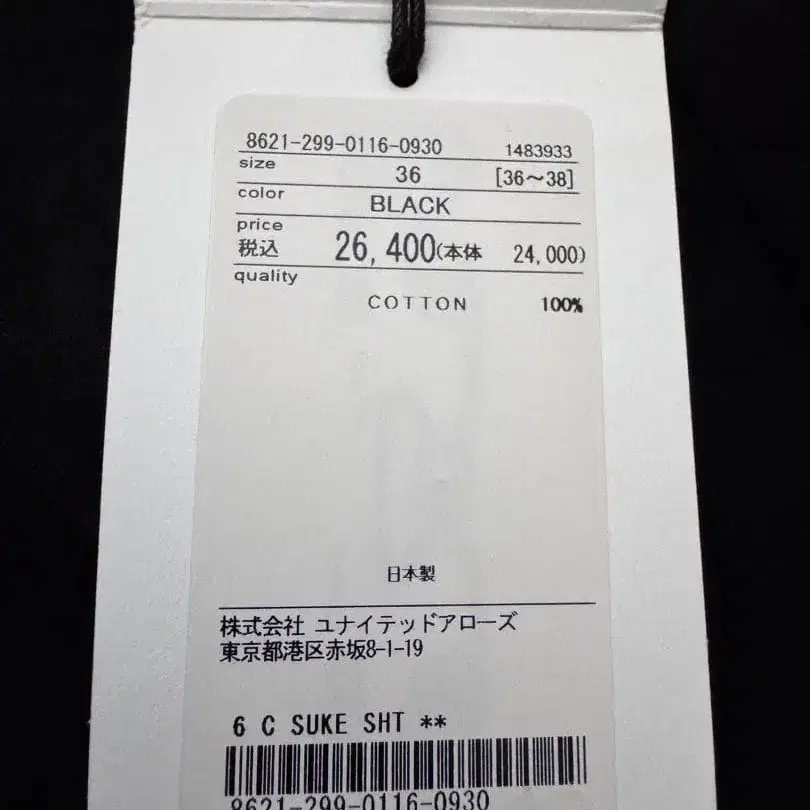 8621-299-0116-0930 1483933
size 36 [36～38]
color BLACK
price
税込 26,400(本体 24,000)
quality
COTTON 100%
日本製
株式会社 ユナイテッドアローズ
東京都港区赤坂8-1-19
6 C SUKE SHT **
8621-299-0116-0930